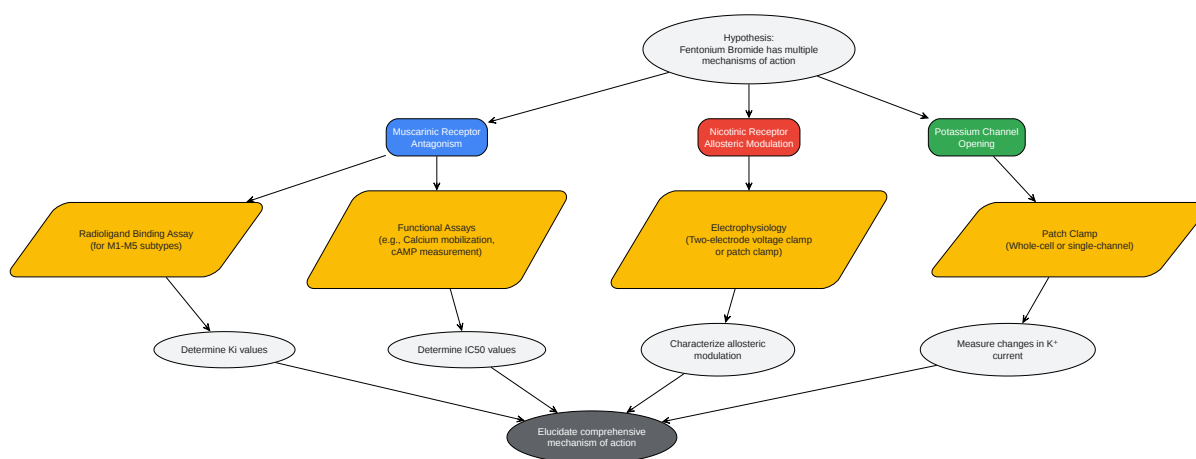 Hypothesis:
Fentonium Bromide has multiple
mechanisms of action
Muscarinic Receptor
Antagonism
Nicotinic Receptor
Allosteric Modulation
Potassium Channel
Opening
Radioligand Binding Assay
(for M1-M5 subtypes)
Functional Assays
(e.g., Calcium mobilization,
cAMP measurement)
Electrophysiology
(Two-electrode voltage clamp
or patch clamp)
Patch Clamp
(Whole-cell or single-channel)
Determine Ki values
Determine IC50 values
Characterize allosteric
modulation
Measure changes in K⁺
current
Elucidate comprehensive
mechanism of action